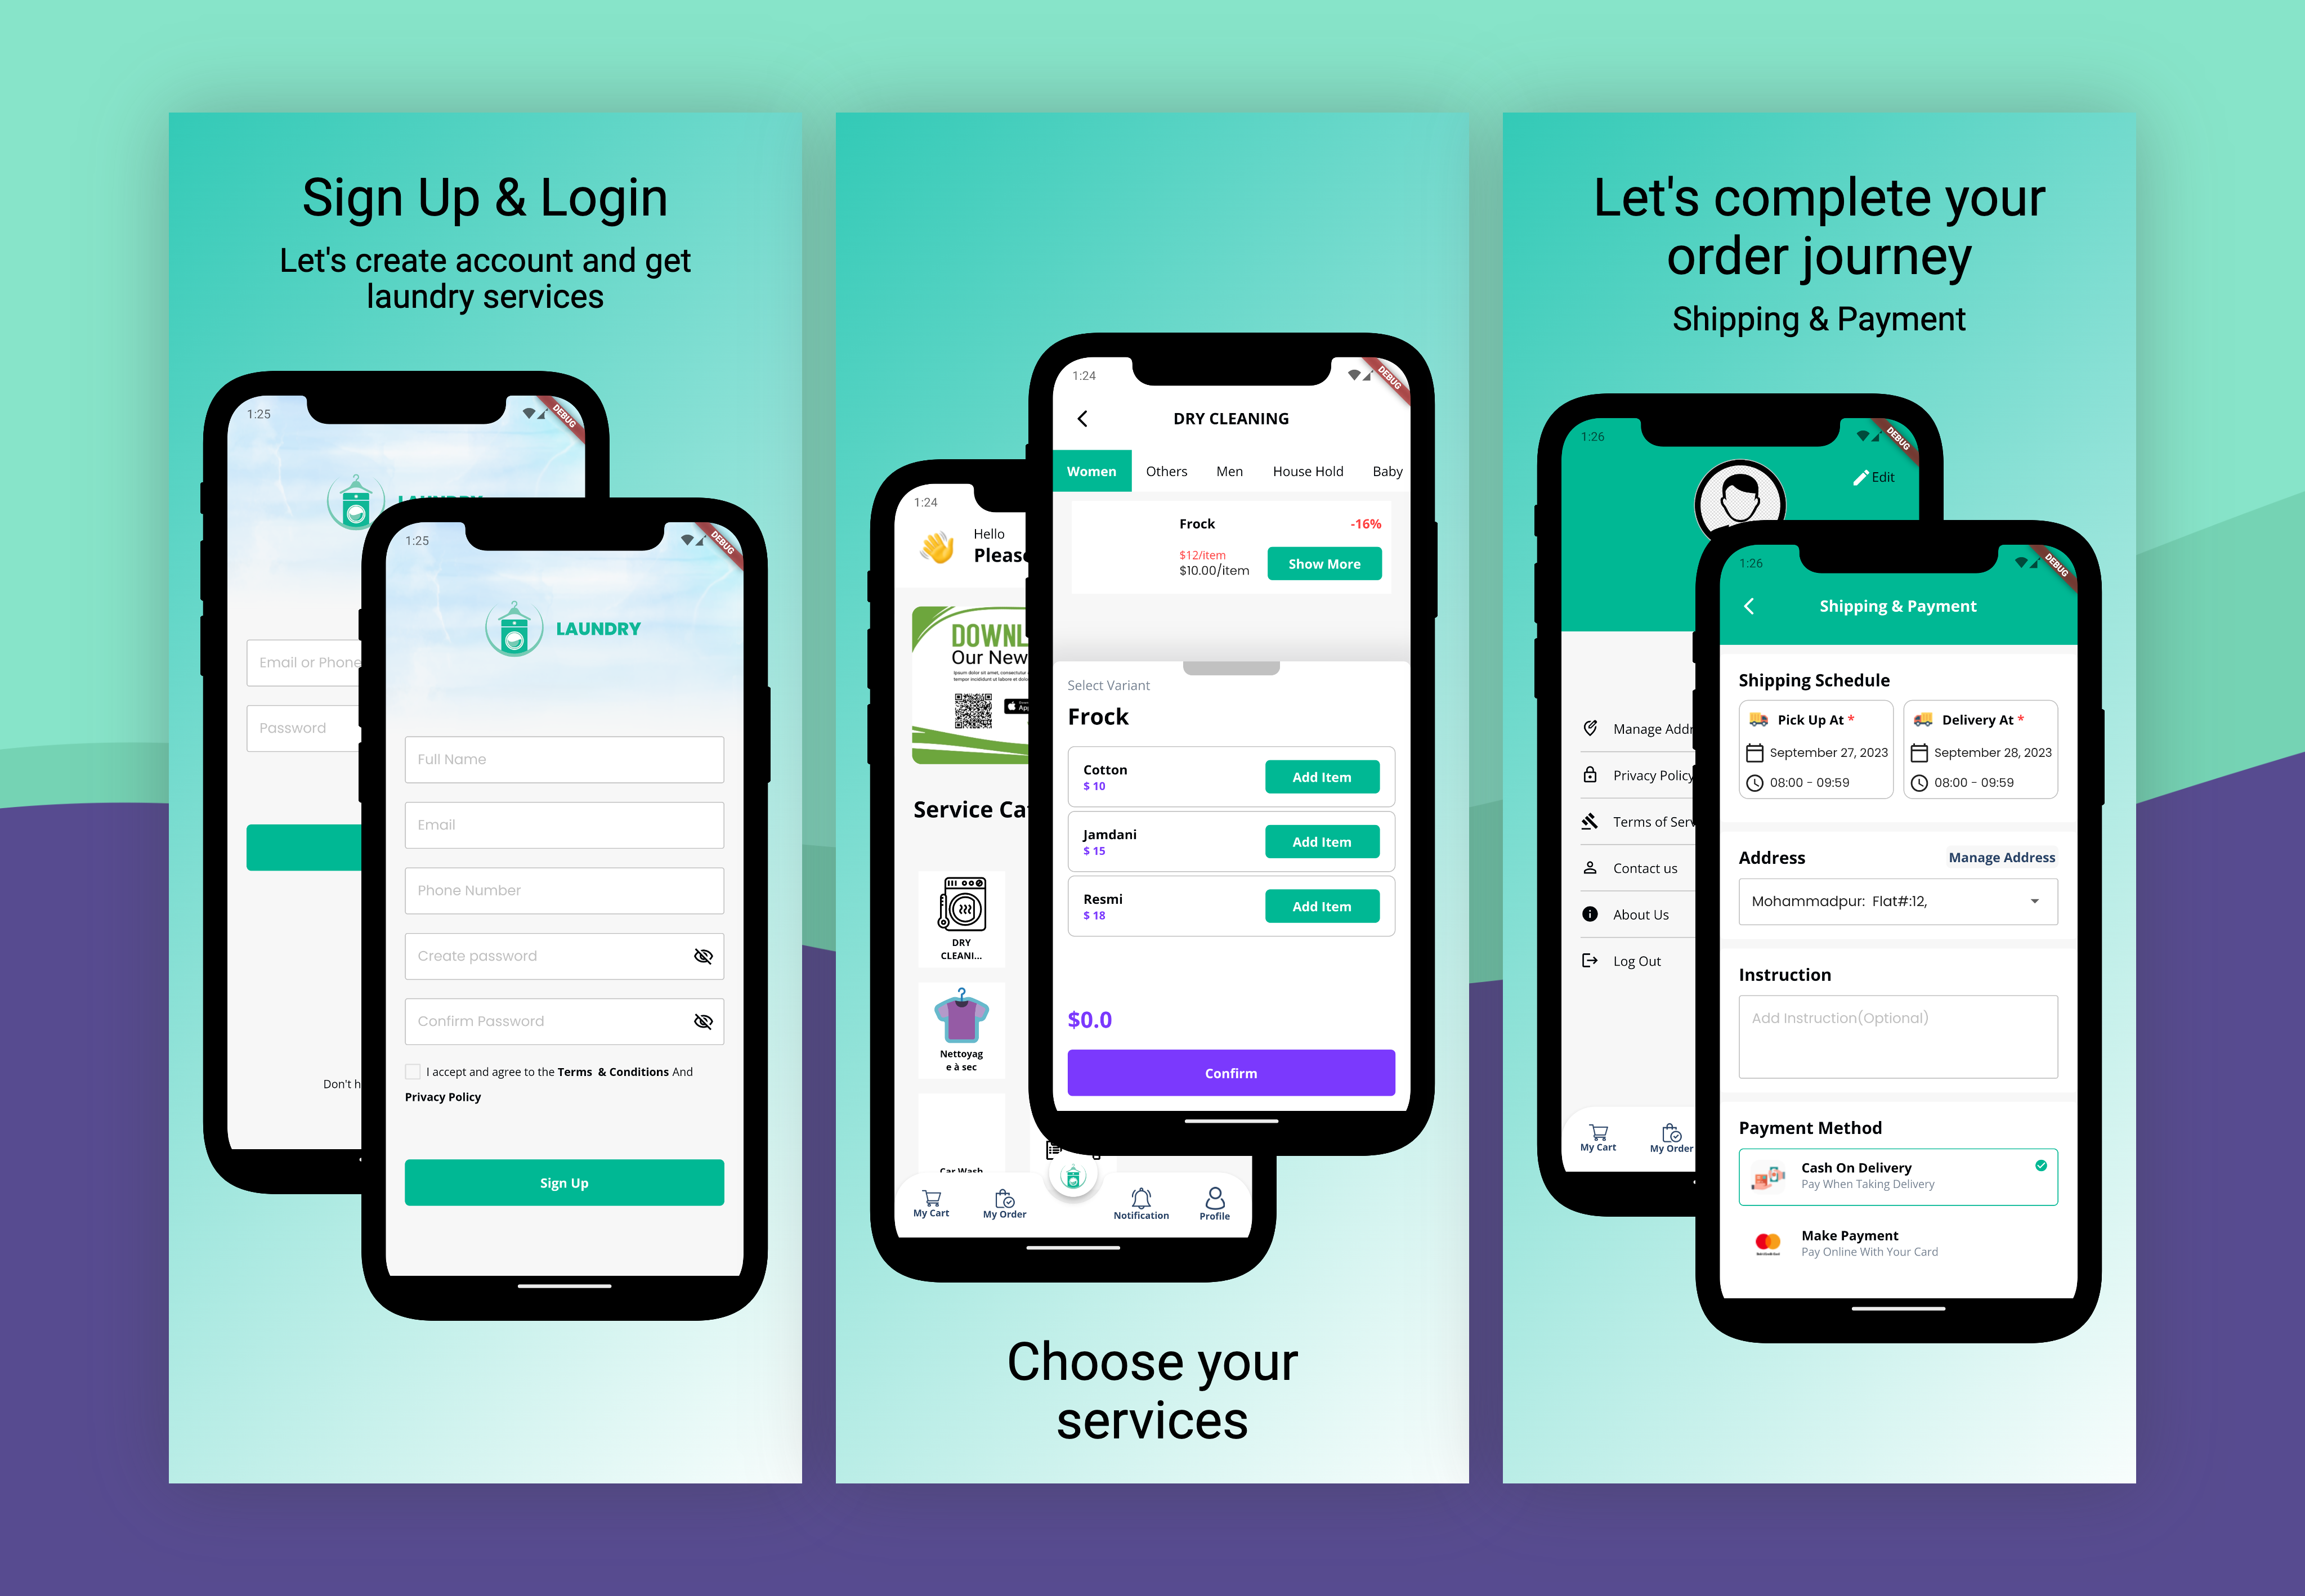 Sign Up & Login
Let's create account and get
laundry services
1:25
DEBUG
Email or Phone
Password
Don't h
1:25
DEBUG
LAUNDRY
Full Name
Email
Phone Number
Create password
Confirm Password
I accept and agree to the Terms & Conditions And
Privacy Policy
Sign Up
1:24
Hello
Please
DOWNL
Our New
Service Ca
DRY
CLEANI...
Nettoyag
e à sec
Car Wash
My Cart
My Order
Notification
Profile
1:24
DEBUG
DRY CLEANING
Women
Others
Men
House Hold
Baby
Frock
-16%
$12/item
$10.00/item
Show More
Select Variant
Frock
Cotton
$ 10
Add Item
Jamdani
$ 15
Add Item
Resmi
$ 18
Add Item
$0.0
Confirm
Choose your
services
Let's complete your
order journey
Shipping & Payment
1:26
DEBUG
Edit
Manage Addr
Privacy Policy
Terms of Serv
Contact us
About Us
Log Out
My Cart
My Order
1:26
DEBUG
Shipping & Payment
Shipping Schedule
Pick Up At *
September 27, 2023
08:00 - 09:59
Delivery At *
September 28, 2023
08:00 - 09:59
Address
Manage Address
Mohammadpur: Flat#:12,
Instruction
Add Instruction(Optional)
Payment Method
Cash On Delivery
Pay When Taking Delivery
Make Payment
Pay Online With Your Card